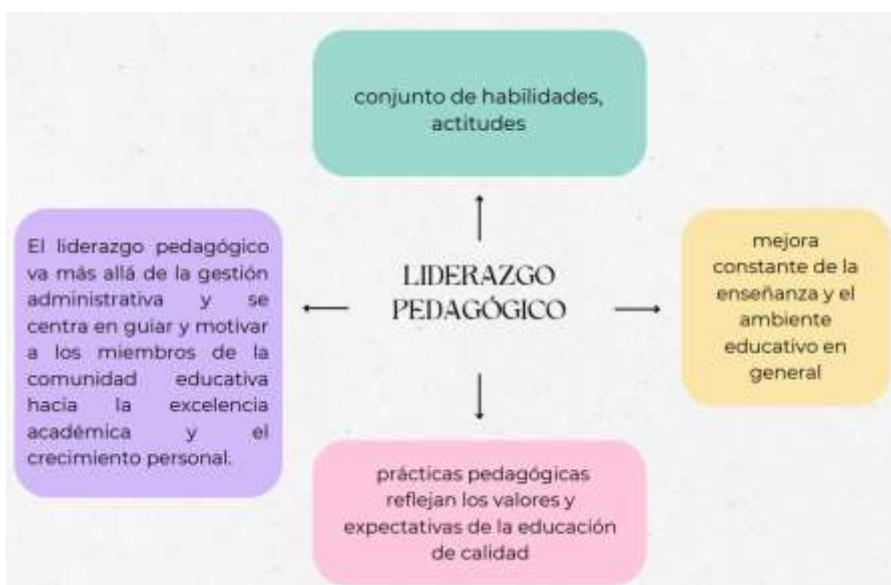 conjunto de habilidades,
actitudes
El liderazgo pedagógico
va más allá de la gestión
administrativa y se
centra en guiar y motivar
a los miembros de la
comunidad educativa
hacia la excelencia
académica y el
crecimiento personal.
LIDERAZGO
PEDAGÓGICO
mejora
constante de la
enseñanza y el
ambiente
educativo en
general
prácticas pedagógicas
reflejan los valores y
expectativas de la educación
de calidad